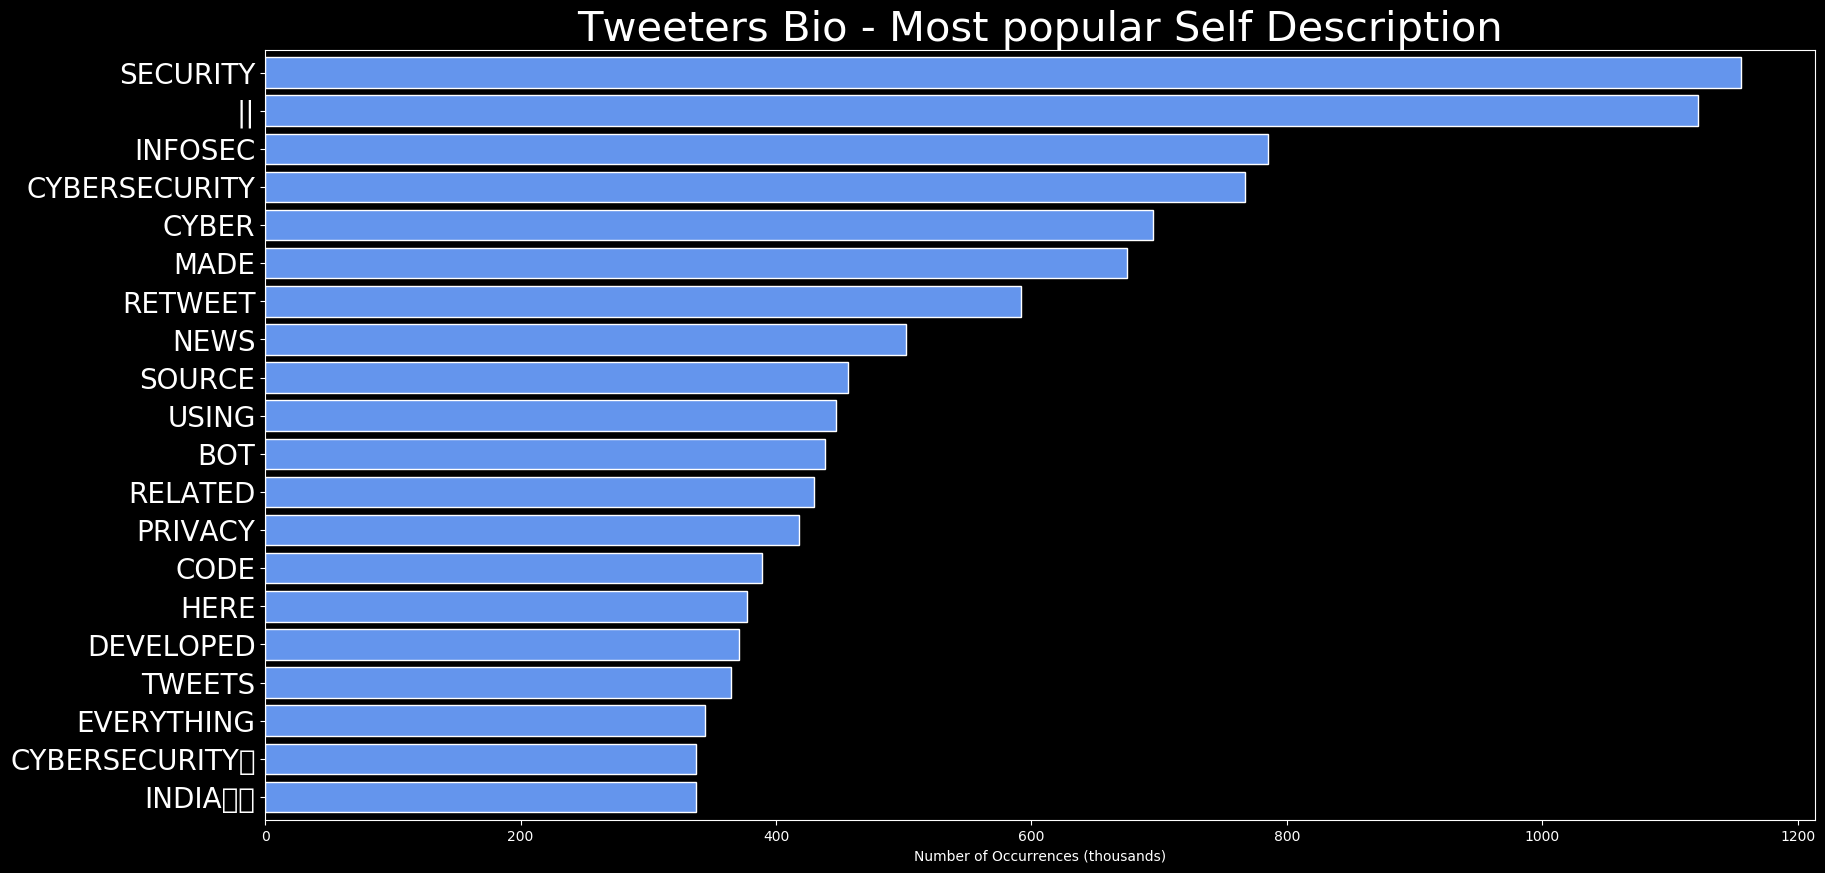 Tweeters Bio - Most popular Self Description
SECURITY
||
INFOSEC
CYBERSECURITY
CYBER
MADE
RETWEET
NEWS
SOURCE
USING
BOT
RELATED
PRIVACY
CODE
HERE
DEVELOPED
TWEETS
EVERYTHING
CYBERSECURITY▯
INDIA▯▯
0 200 400 600 800 1000 1200
Number of Occurrences (thousands)